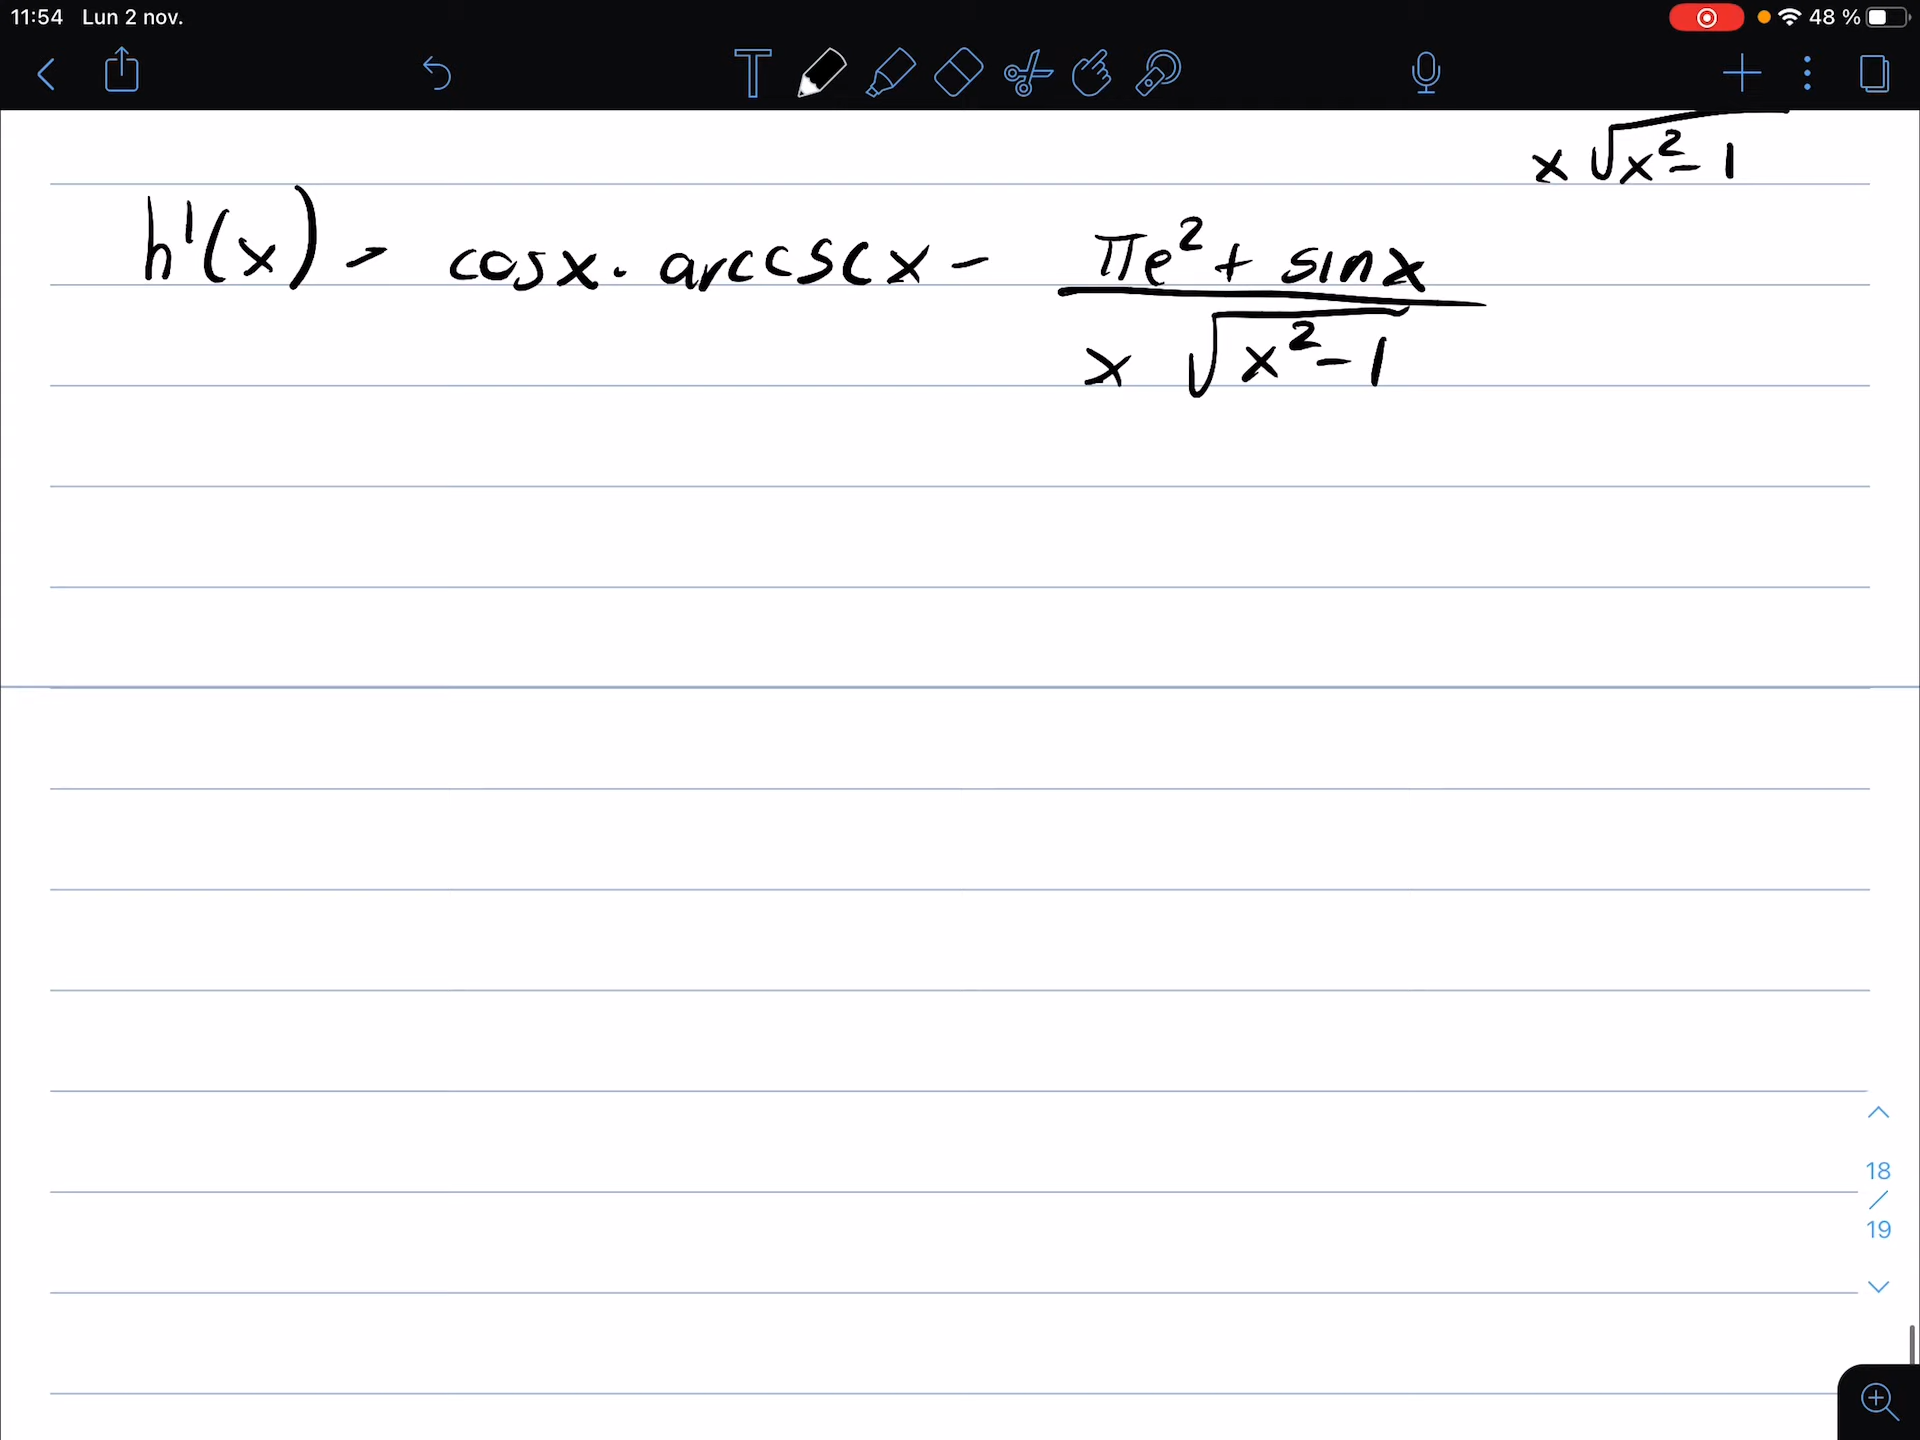 11:54 Lun 2 nov. 48 %
T
x √x²-1
h'(x) = cosx · arccscx - πe² + sinx
x √x²-1
18
/
19